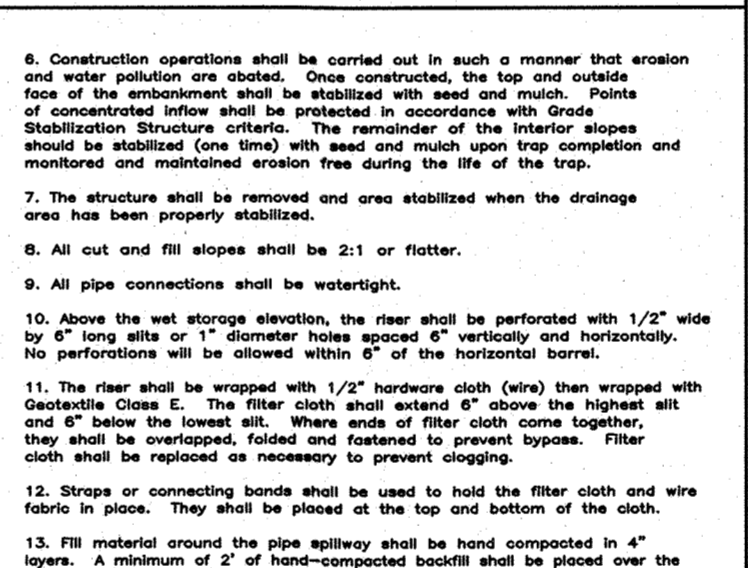 6. Construction operations shall be carried out in such a manner that erosion
and water pollution are abated. Once constructed, the top and outside
face of the embankment shall be stabilized with seed and mulch. Points
of concentrated inflow shall be protected in accordance with Grade
Stabilization Structure criteria. The remainder of the interior slopes
should be stabilized (one time) with seed and mulch upon trap completion and
monitored and maintained erosion free during the life of the trap.
7. The structure shall be removed and area stabilized when the drainage
area has been properly stabilized.
8. All cut and fill slopes shall be 2:1 or flatter.
9. All pipe connections shall be watertight.
10. Above the wet storage elevation, the riser shall be perforated with 1/2" wide
by 6" long slits or 1" diameter holes spaced 6" vertically and horizontally.
No perforations will be allowed within 6" of the horizontal barrel.
11. The riser shall be wrapped with 1/2" hardware cloth (wire) then wrapped with
Geotextile Class E. The filter cloth shall extend 6" above the highest slit
and 6" below the lowest slit. Where ends of filter cloth come together,
they shall be overlapped, folded and fastened to prevent bypass. Filter
cloth shall be replaced as necessary to prevent clogging.
12. Straps or connecting bands shall be used to hold the filter cloth and wire
fabric in place. They shall be placed at the top and bottom of the cloth.
13. Fill material around the pipe spillway shall be hand compacted in 4"
layers. A minimum of 2' of hand-compacted backfill shall be placed over the